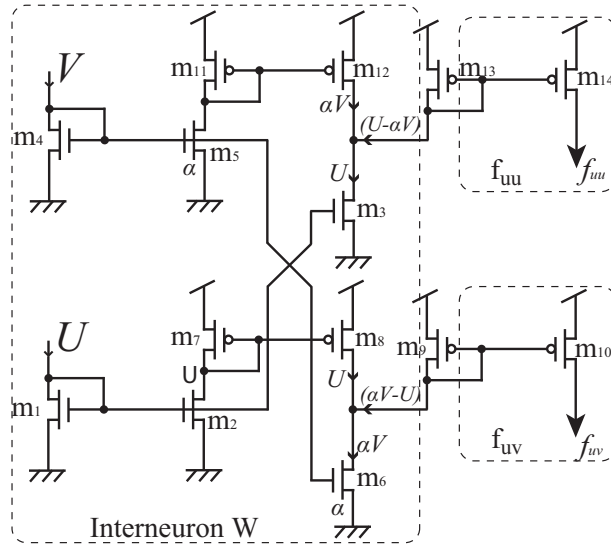 V
m11
m12
m13
m14
αV
(U-αV)
m4
m5
α
U
m3
fuu
fuu
m7
m8
m9
m10
U
U
U
(αV-U)
m1
m2
αV
m6
α
fuv
fuv
Interneuron W